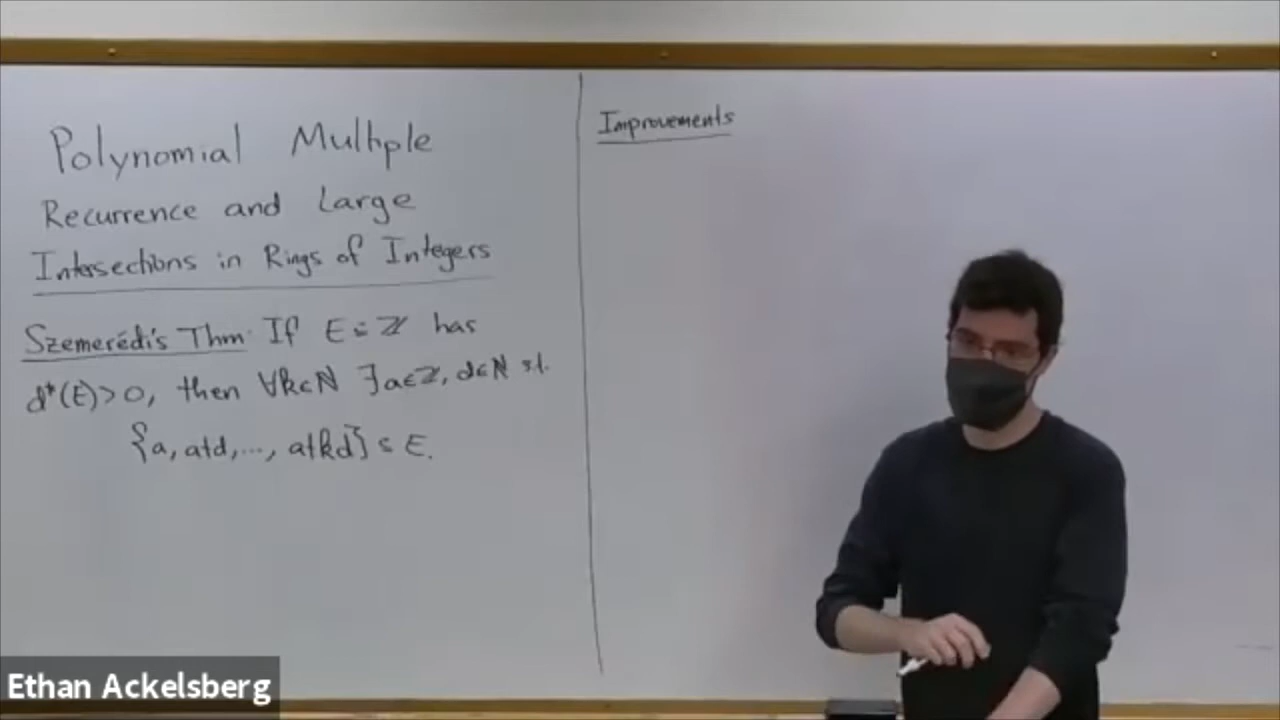 Polynomial Multiple
Recurrence and Large
Intersections in Rings of Integers
Szemerédi's Thm: If E⊆ℤ has
d*(E)>0, then ∀k∈ℕ ∃a∈ℤ, d∈ℕ s.t.
{a, a+d,..., a+kd}⊆E.
Improvements
Ethan Ackelsberg